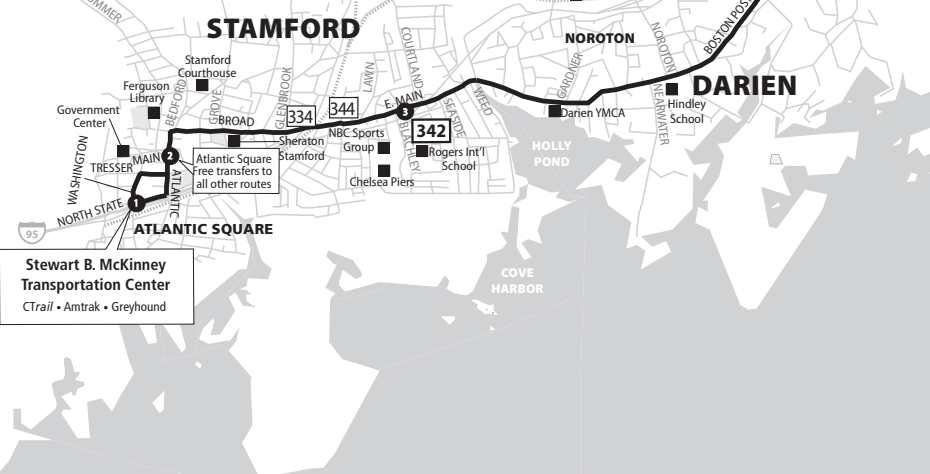 SUMMER
STAMFORD
COURTLAND
NOROTON
NOROTON
BOSTON POST
Stamford
Courthouse
LAWN
GLENBROOK
GARDNER
DARIEN
Ferguson
Library
BEDFORD
GROVE
Government
Center
BROAD
334
344
E. MAIN
3
SEASIDE
WEED
Darien YMCA
Hindley
School
NEARWATER
342
NBC Sports
Group
BLACHLEY
Rogers Int'l
School
Sheraton
Stamford
WASHINGTON
TRESSER
MAIN
2
Atlantic Square
Free transfers to
all other routes
HOLLY
POND
Chelsea Piers
ATLANTIC
NORTH STATE
1
95
ATLANTIC SQUARE
Stewart B. McKinney
Transportation Center
CTrail • Amtrak • Greyhound
COVE
HARBOR